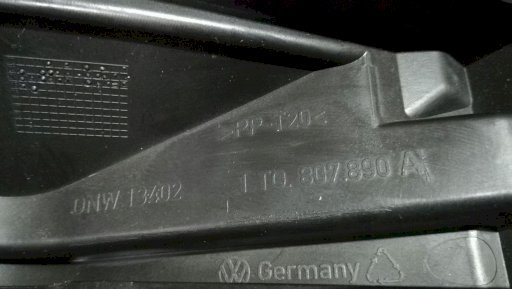 >PP-T20<
1T0.807.890 A
DNW.13402
Germany